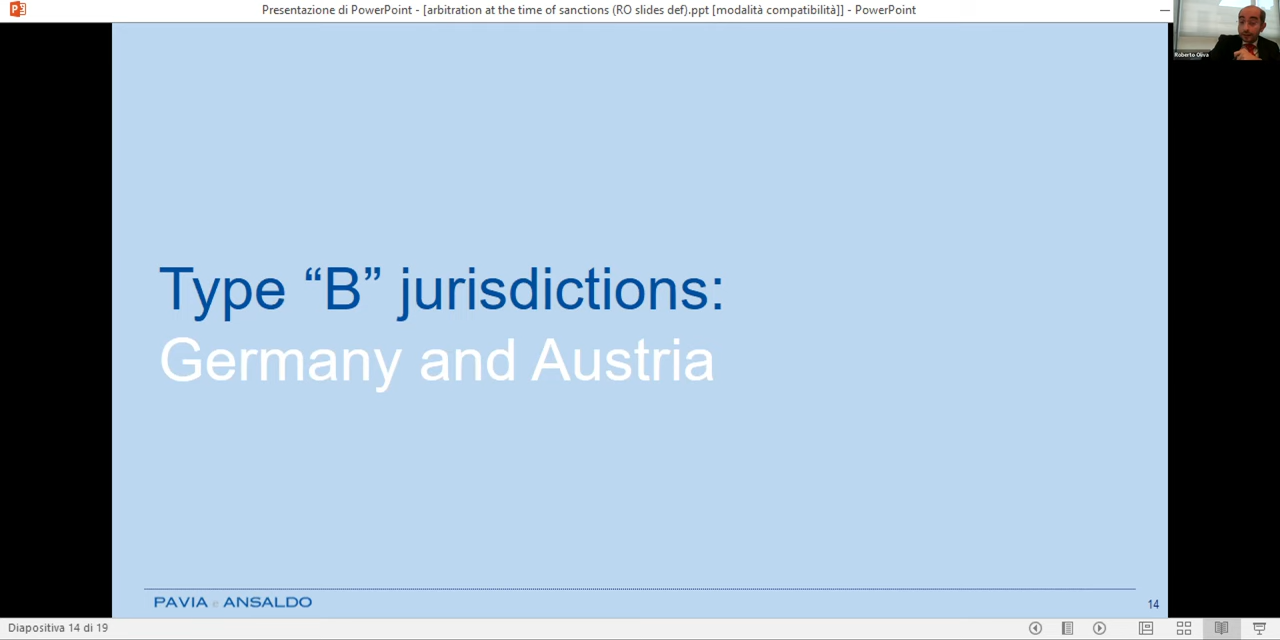 Presentazione di PowerPoint - [arbitration at the time of sanctions (RO slides def).ppt [modalità compatibilità]] - PowerPoint
Roberto Oliva
Type “B” jurisdictions:
Germany and Austria
PAVIA e ANSALDO
14
Diapositiva 14 di 19